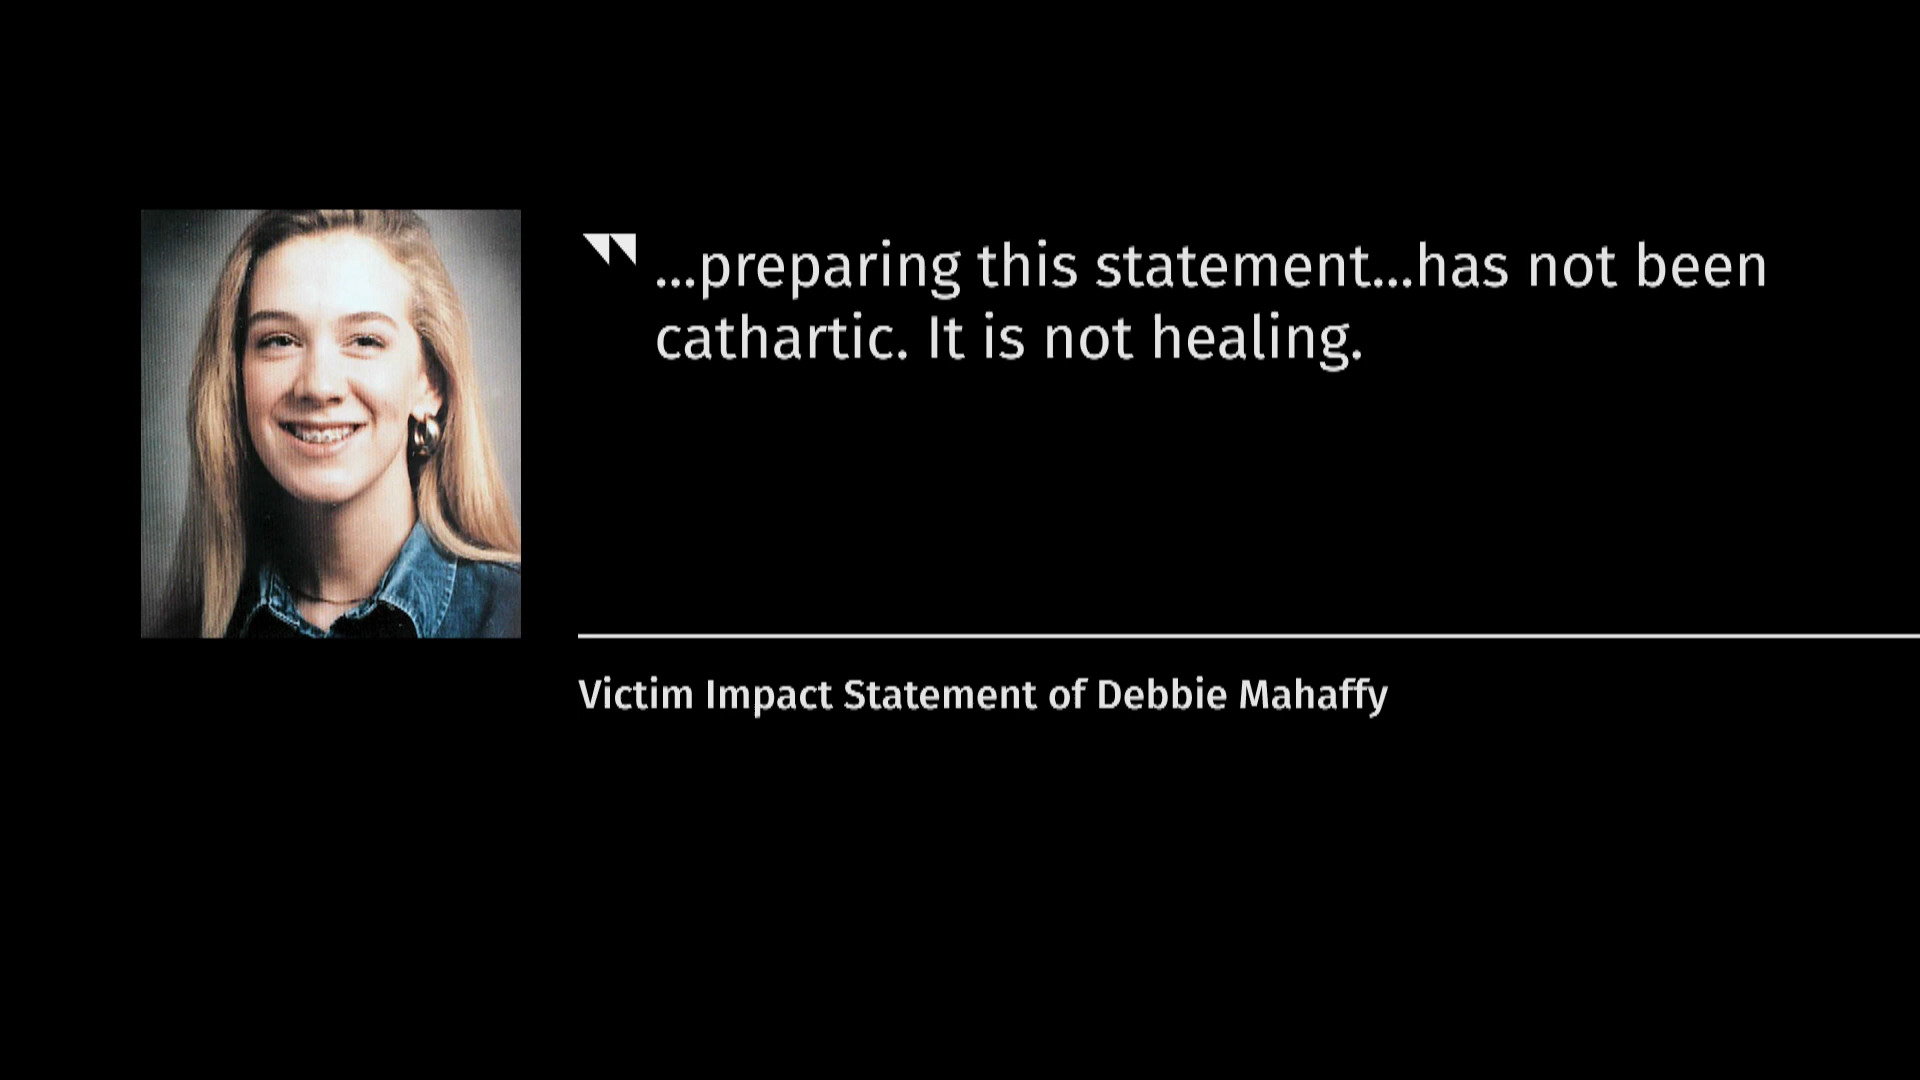 ...preparing this statement...has not been
cathartic. It is not healing.
Victim Impact Statement of Debbie Mahaffy